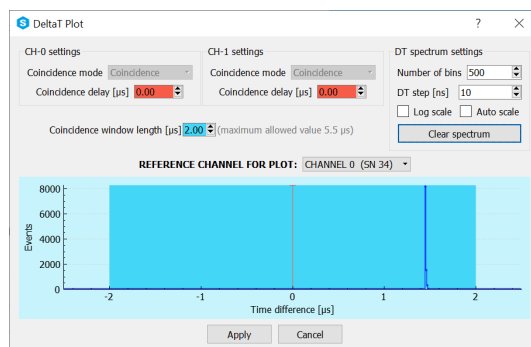 DeltaT Plot
CH-0 settings
Coincidence mode Coincidence
Coincidence delay [µs] 0.00
CH-1 settings
Coincidence mode Coincidence
Coincidence delay [µs] 0.00
DT spectrum settings
Number of bins 500
DT step [ns] 10
Log scale Auto scale
Clear spectrum
Coincidence window length [µs] 2.00 (maximum allowed value 5.5 µs)
REFERENCE CHANNEL FOR PLOT: CHANNEL 0 (SN 34)
Events
8000
6000
4000
2000
0
-2 -1 0 1 2
Time difference [µs]
Apply Cancel